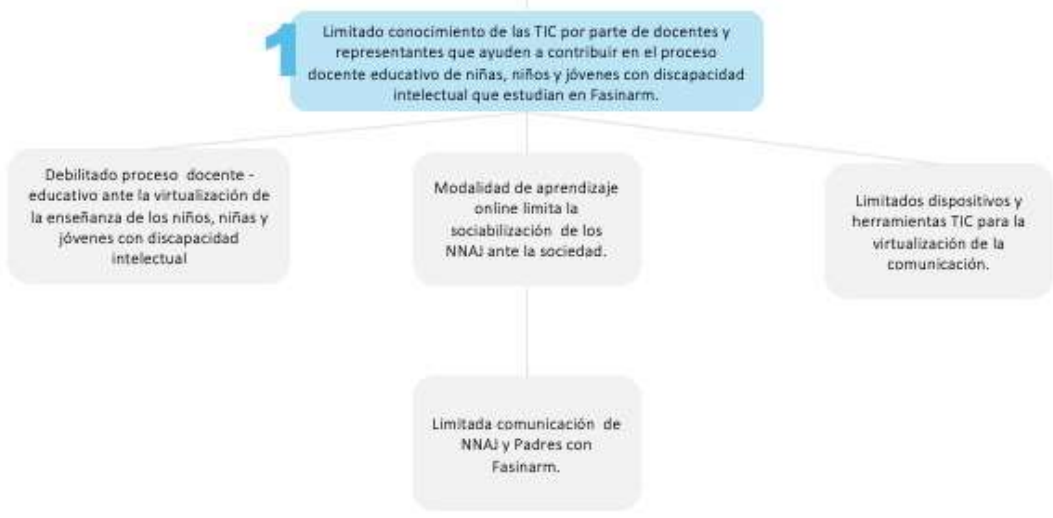 1
Limitado conocimiento de las TIC por parte de docentes y
representantes que ayuden a contribuir en el proceso
docente educativo de niñas, niños y jóvenes con discapacidad
intelectual que estudian en Fasinarm.
Debilitado proceso docente -
educativo ante la virtualización de
la enseñanza de los niños, niñas y
jóvenes con discapacidad
intelectual
Modalidad de aprendizaje
online limita la
sociabilización de los
NNAJ ante la sociedad.
Limitados dispositivos y
herramientas TIC para la
virtualización de la
comunicación.
Limitada comunicación de
NNAJ y Padres con
Fasinarm.